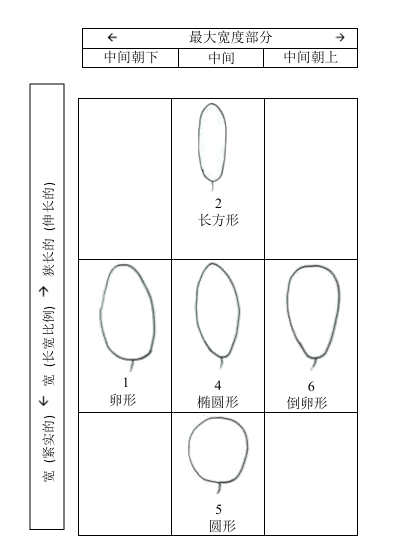 ← 最大宽度部分 →
中间朝下 中间 中间朝上
宽 (紧实的) ← 宽 (长宽比例) → 狭长的 (伸长的)
2
长方形
1
卵形
4
椭圆形
6
倒卵形
5
圆形